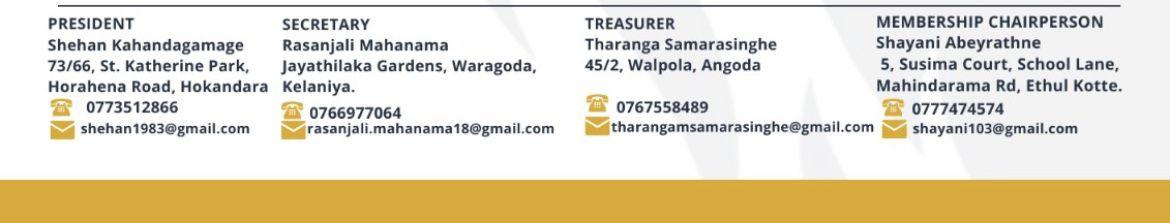 PRESIDENT
Shehan Kahandagamage
73/66, St. Katherine Park,
Horahena Road, Hokandara
0773512866
shehan1983@gmail.com
SECRETARY
Rasanjali Mahanama
Jayathilaka Gardens, Waragoda,
Kelaniya.
0766977064
rasanjali.mahanama18@gmail.com
TREASURER
Tharanga Samarasinghe
45/2, Walpola, Angoda
0767558489
tharangamsamarasinghe@gmail.com
MEMBERSHIP CHAIRPERSON
Shayani Abeyrathne
5, Susima Court, School Lane,
Mahindarama Rd, Ethul Kotte.
0777474574
shayani103@gmail.com